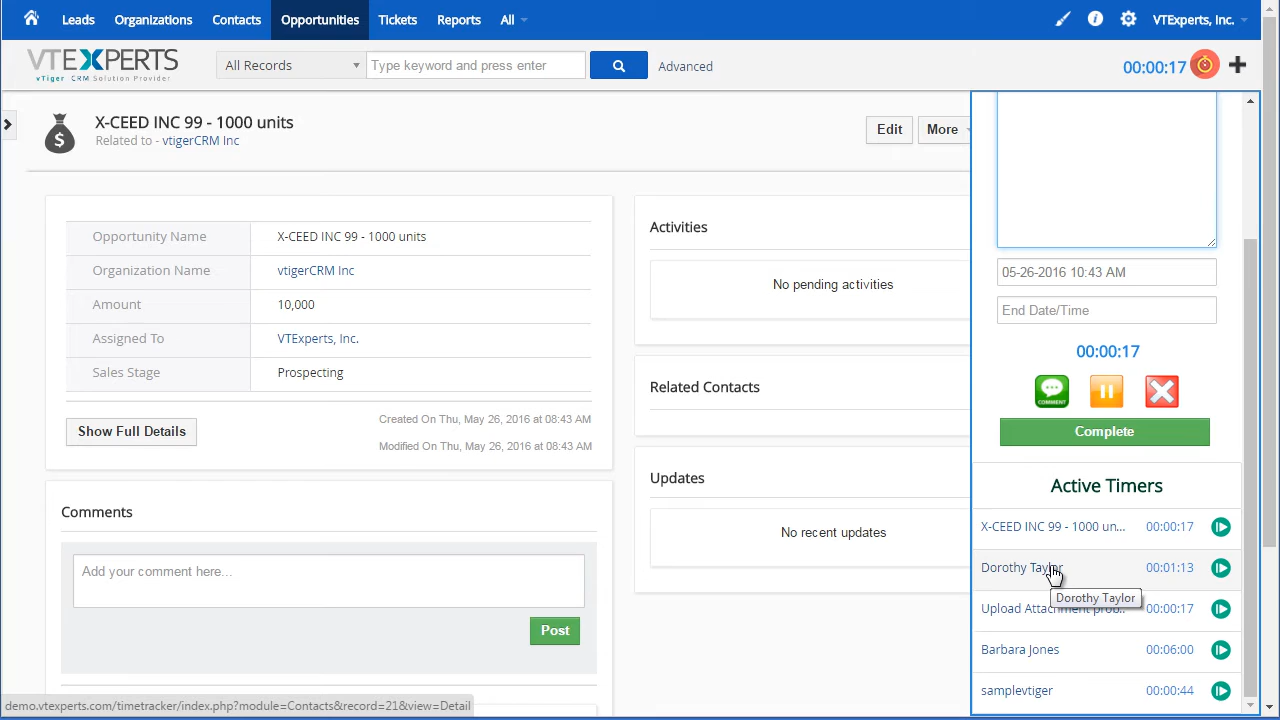 Leads Organizations Contacts Opportunities Tickets Reports All VTExperts, Inc.
VTEXPERTS
vTiger CRM Solution Provider
All Records Type keyword and press enter Advanced 00:00:17
X-CEED INC 99 - 1000 units
Related to - vtigerCRM Inc
Edit More
Opportunity Name X-CEED INC 99 - 1000 units
Organization Name vtigerCRM Inc
Amount 10,000
Assigned To VTExperts, Inc.
Sales Stage Prospecting
Show Full Details
Created On Thu, May 26, 2016 at 08:43 AM
Modified On Thu, May 26, 2016 at 08:43 AM
Comments
Add your comment here...
Post
Activities
No pending activities
Related Contacts
Updates
No recent updates
05-26-2016 10:43 AM
End Date/Time
00:00:17
COMMENT
Complete
Active Timers
X-CEED INC 99 - 1000 un... 00:00:17
Dorothy Taylor 00:01:13
Dorothy Taylor
Upload Attachment prob.. 00:00:17
Barbara Jones 00:06:00
samplevtiger 00:00:44
demo.vtexperts.com/timetracker/index.php?module=Contacts&record=21&view=Detail